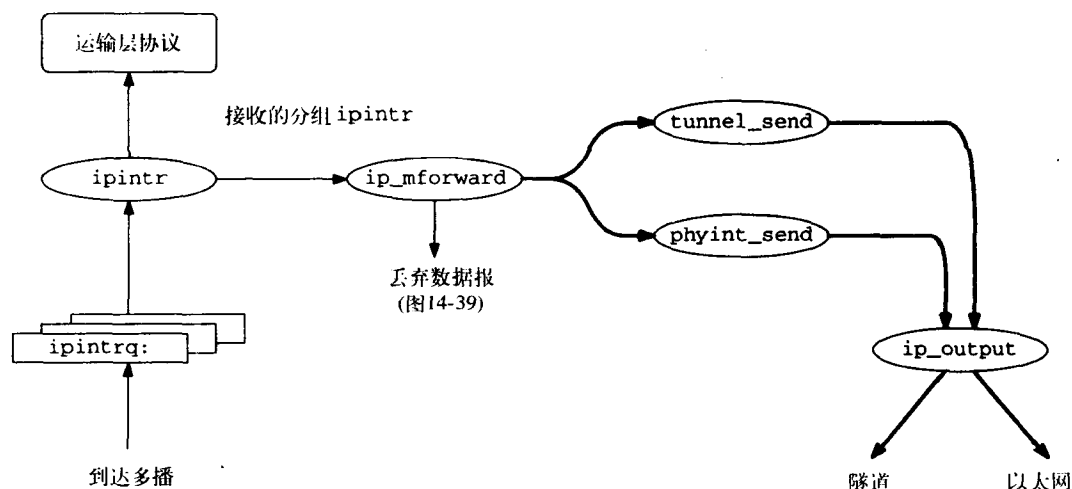 运输层协议
接收的分组 ipintr
tunnel_send
ipintr
ip_mforward
phyint_send
丢弃数据报
(图14-39)
ipintrq:
ip_output
到达多播
隧道
以太网